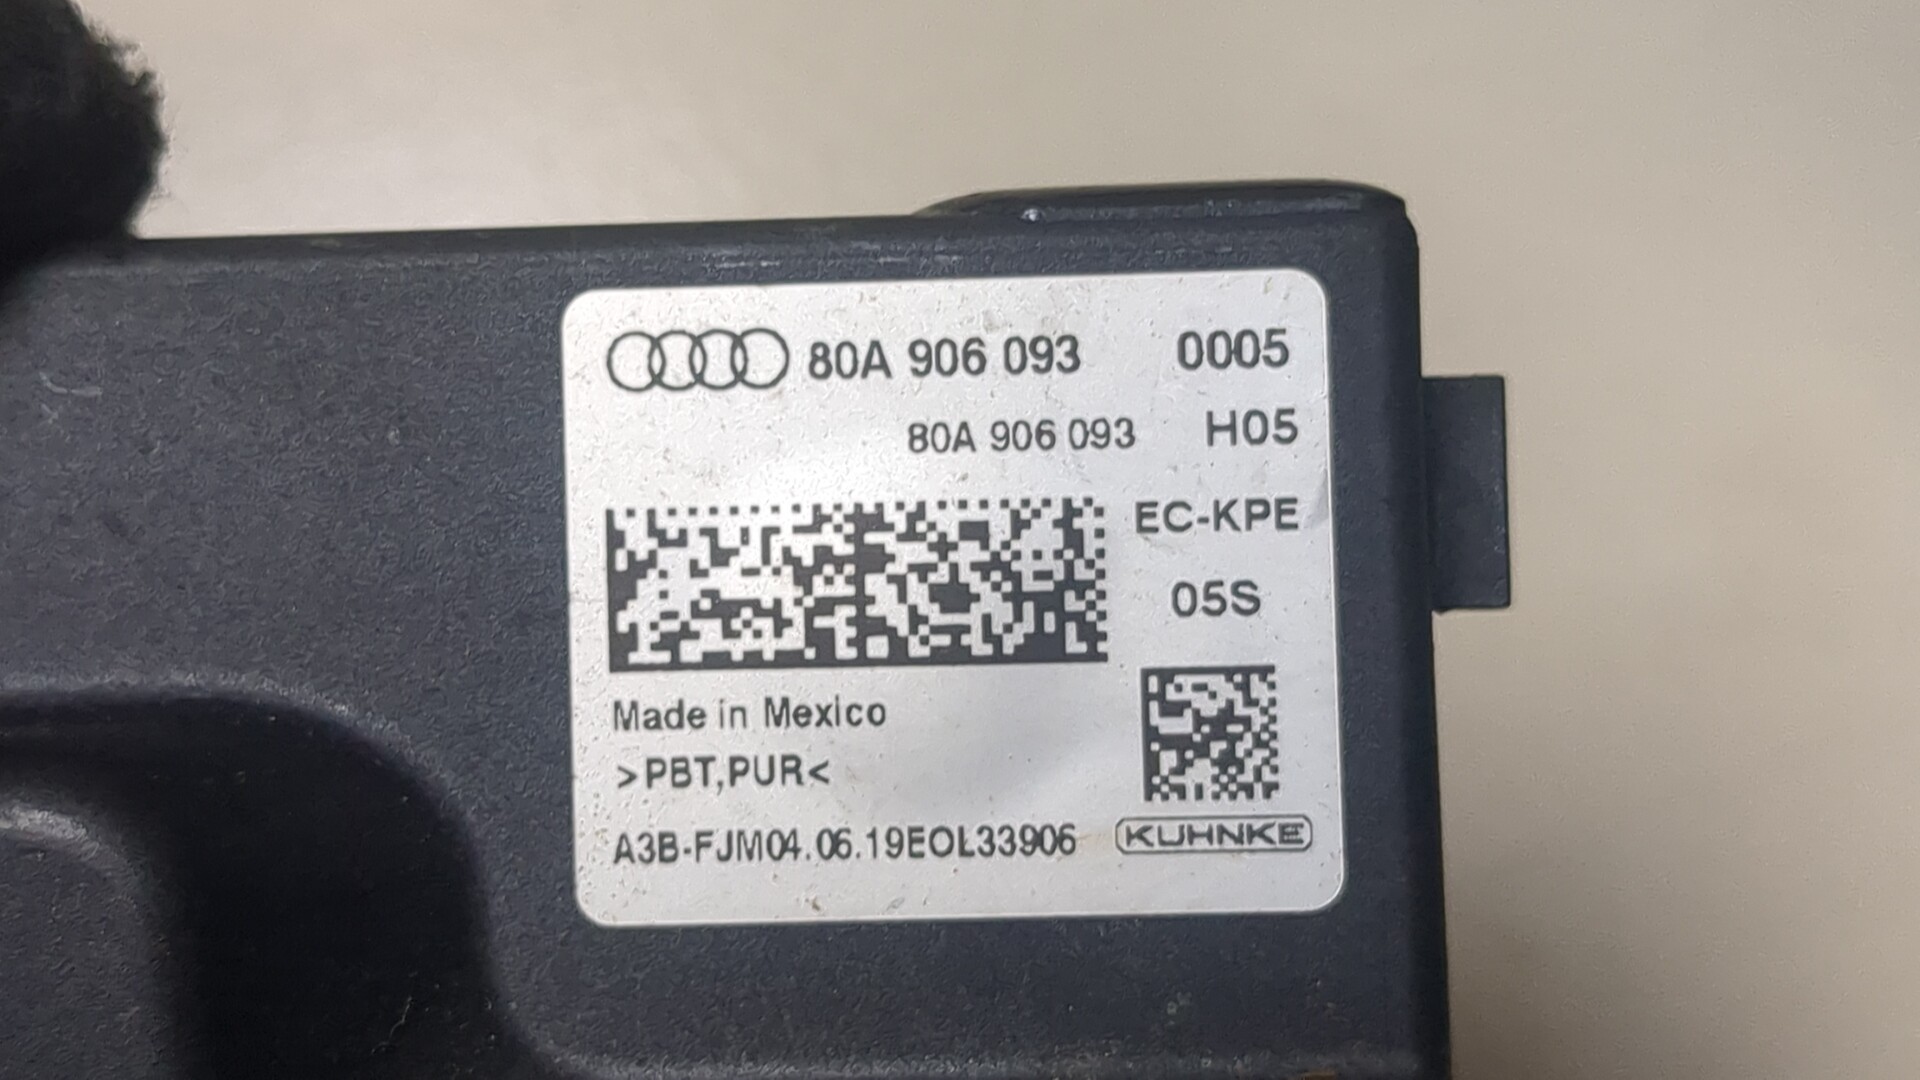 80A 906 093 0005
80A 906 093 H05
EC-KPE
05S
Made in Mexico
>PBT,PUR<
A3B-FJM04.06.19EOL33906 KUHNKE